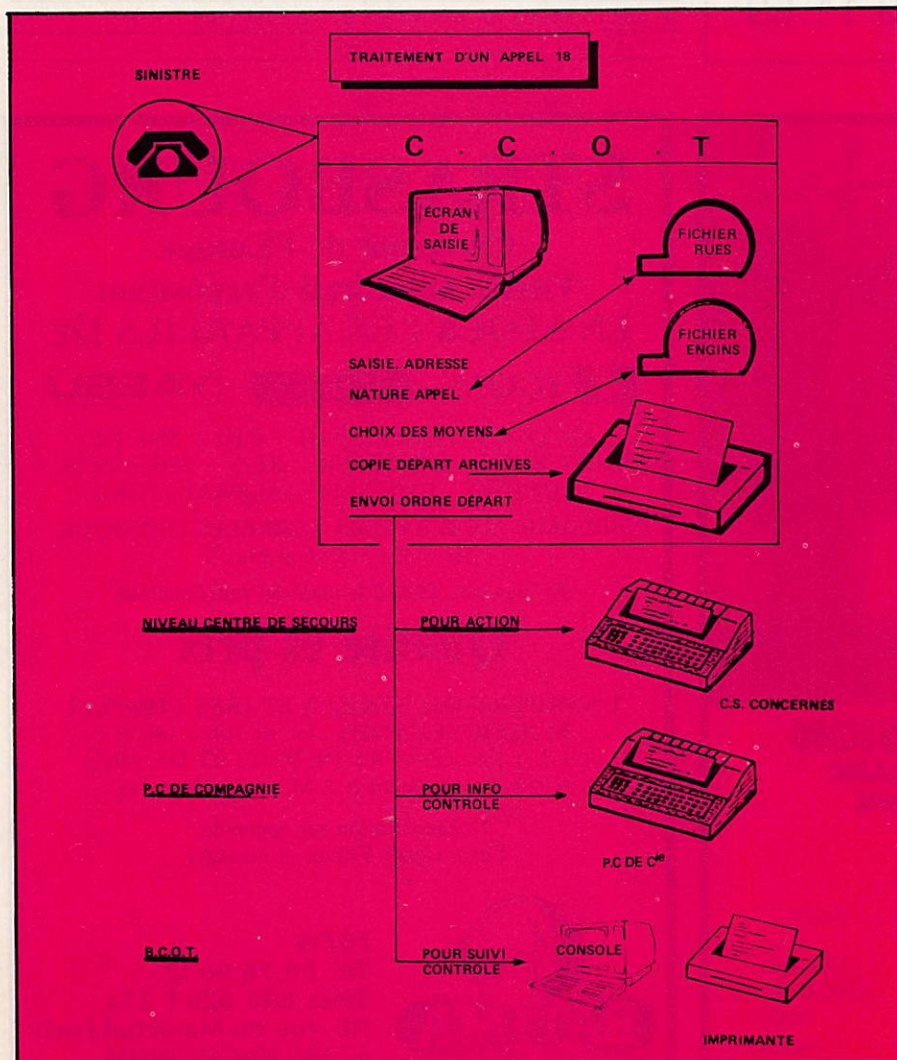 TRAITEMENT D'UN APPEL 18
SINISTRE
C . C . O . T
ÉCRAN
DE
SAISIE
FICHIER
RUES
FICHIER
ENGINS
SAISIE. ADRESSE
NATURE APPEL
CHOIX DES MOYENS
COPIE DÉPART ARCHIVES
ENVOI ORDRE DÉPART
NIVEAU CENTRE DE SECOURS
POUR ACTION
C.S. CONCERNÉS
P.C DE COMPAGNIE
POUR INFO
CONTROLE
P.C DE Cie
B.C.O.T.
POUR SUIVI
CONTROLE
CONSOLE
IMPRIMANTE